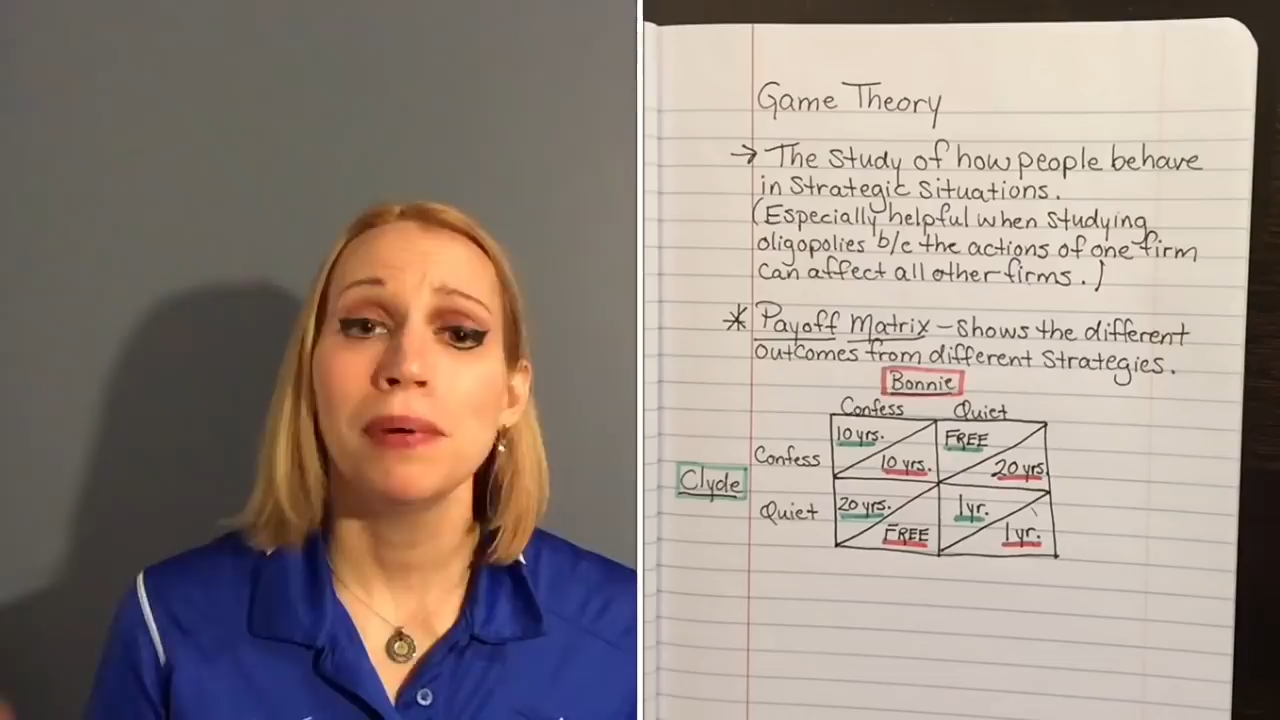 Game Theory
→ The study of how people behave
in Strategic Situations.
(Especially helpful when studying
oligopolies b/c the actions of one firm
can affect all other firms.)
* Payoff Matrix - Shows the different
outcomes from different Strategies.
Bonnie
Confess Quiet
Clyde
Confess
10 yrs. FREE
10 yrs. 20 yrs.
Quiet
20 yrs. 1 yr.
FREE 1 yr.